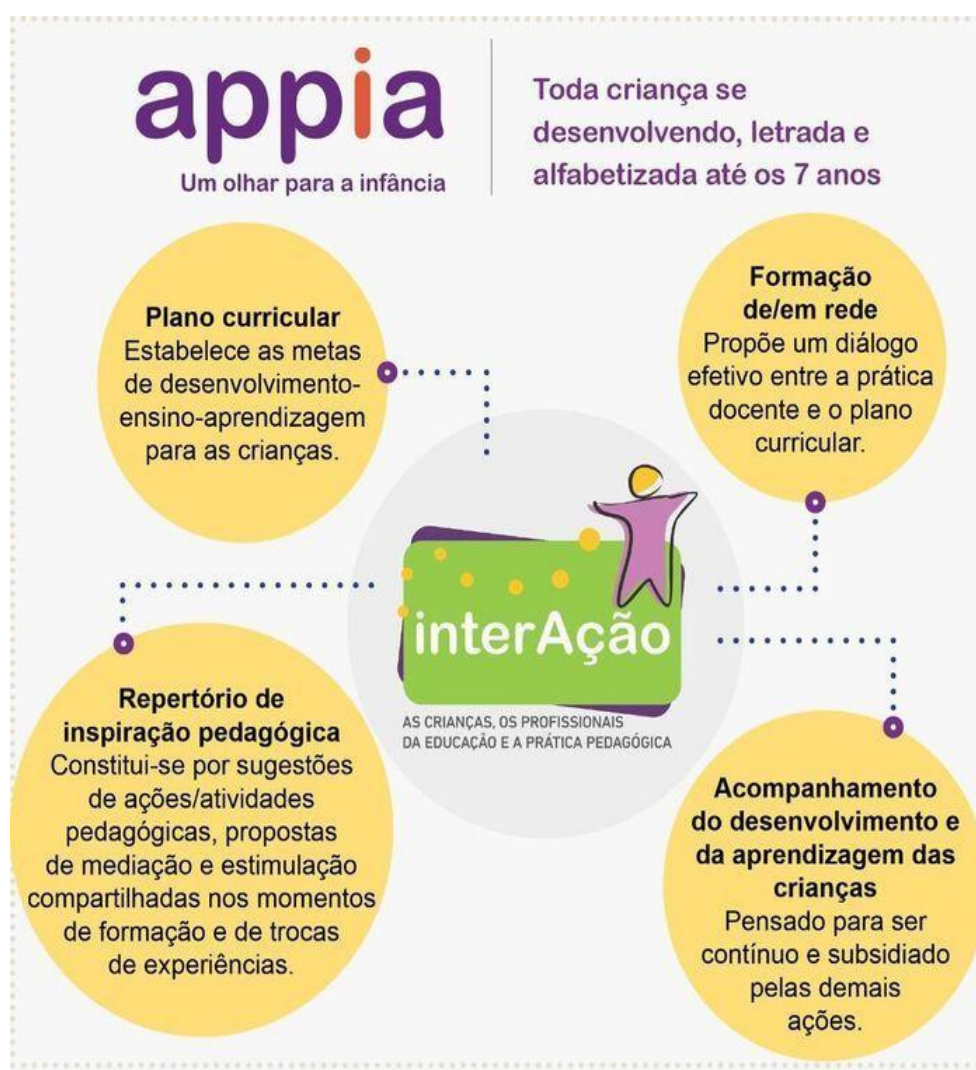 appia
Um olhar para a infância
Toda criança se
desenvolvendo, letrada e
alfabetizada até os 7 anos
Plano curricular
Estabelece as metas
de desenvolvimento-
ensino-aprendizagem
para as crianças.
Formação
de/em rede
Propõe um diálogo
efetivo entre a prática
docente e o plano
curricular.
interAção
AS CRIANÇAS, OS PROFISSIONAIS
DA EDUCAÇÃO E A PRÁTICA PEDAGÓGICA
Repertório de
inspiração pedagógica
Constitui-se por sugestões
de ações/atividades
pedagógicas, propostas
de mediação e estimulação
compartilhadas nos momentos
de formação e de trocas
de experiências.
Acompanhamento
do desenvolvimento e
da aprendizagem das
crianças
Pensado para ser
contínuo e subsidiado
pelas demais
ações.